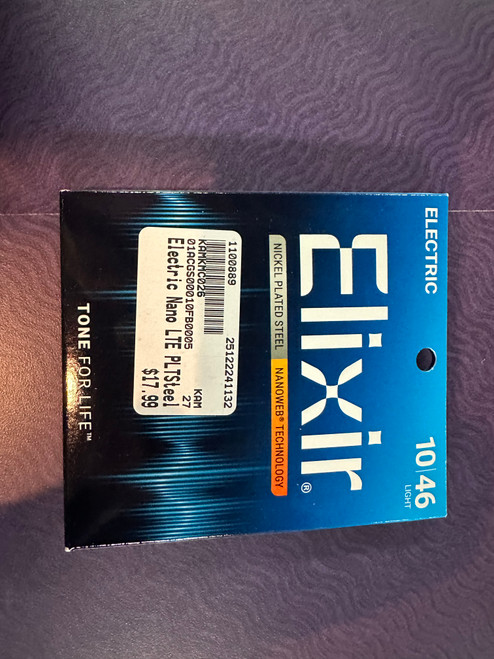 ELECTRIC
10|46
LIGHT
Elixir®
NICKEL PLATED STEEL
NANOWEB® TECHNOLOGY
1100889 25122241132
KAMKMC026 KAM
01ACGS00010FB0005 27
Electric Nano LTE PLTSteel
$17.99
TONE FOR LIFE™